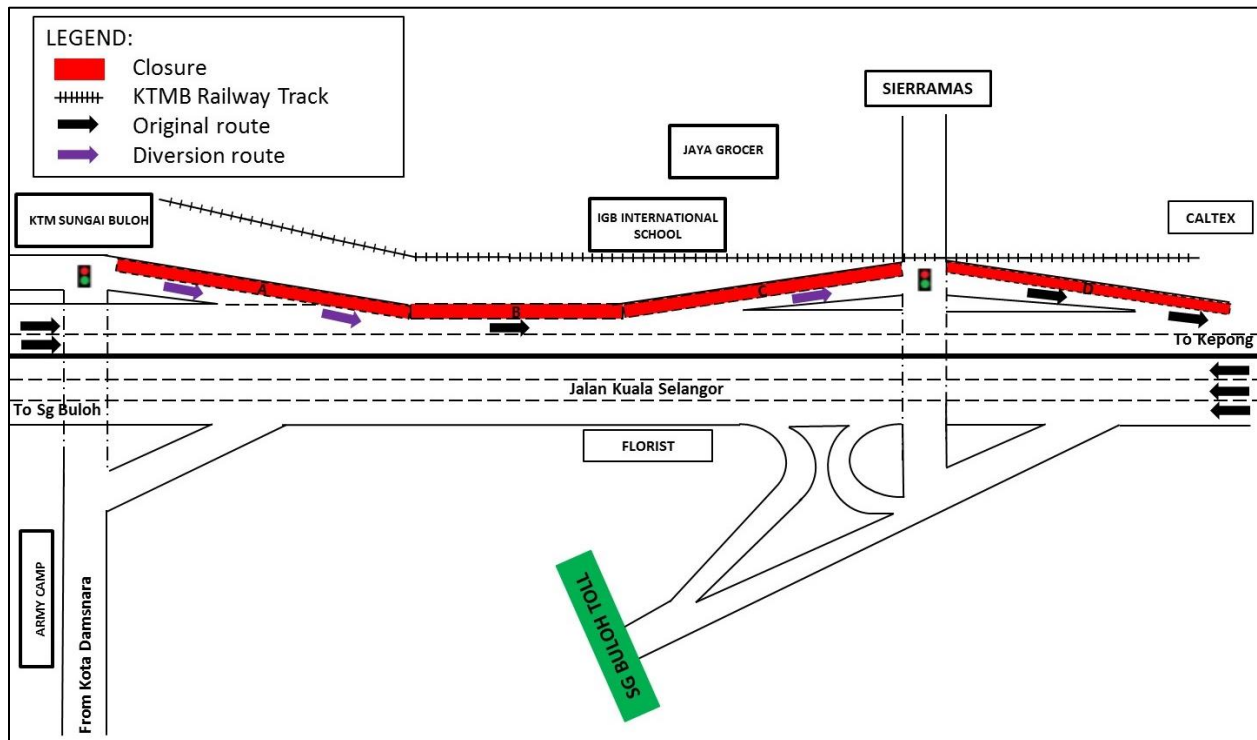 LEGEND:
Closure
KTMB Railway Track
Original route
Diversion route
SIERRAMAS
JAYA GROCER
KTM SUNGAI BULOH
IGB INTERNATIONAL
SCHOOL
CALTEX
A
B
C
D
To Kepong
Jalan Kuala Selangor
To Sg Buloh
FLORIST
ARMY CAMP
From Kota Damsnara
SG BULOH TOLL